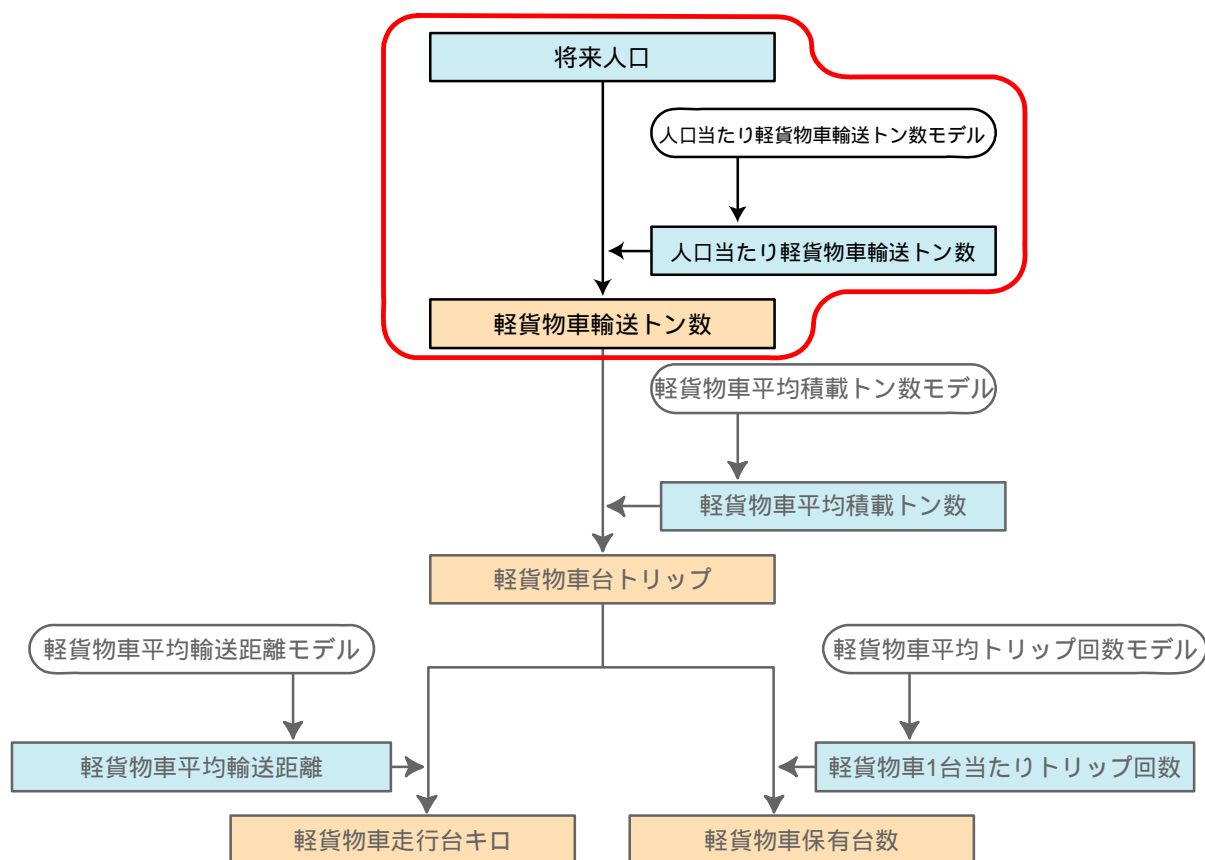 将来人口
人口当たり軽貨物車輸送トン数モデル
人口当たり軽貨物車輸送トン数
軽貨物車輸送トン数
軽貨物車平均積載トン数モデル
軽貨物車平均積載トン数
軽貨物車台トリップ
軽貨物車平均輸送距離モデル
軽貨物車平均トリップ回数モデル
軽貨物車平均輸送距離
軽貨物車1台当たりトリップ回数
軽貨物車走行台キロ
軽貨物車保有台数